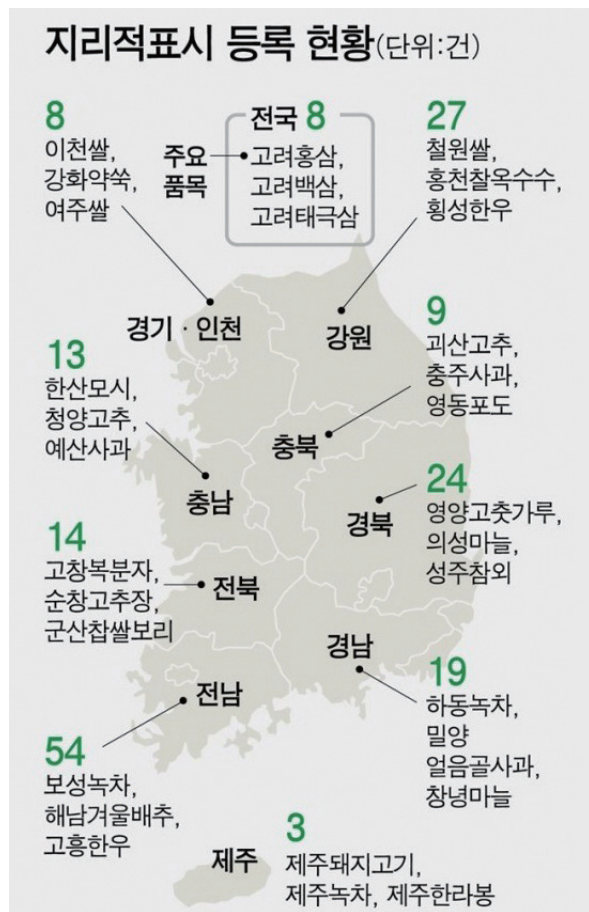 지리적표시 등록 현황(단위:건)
8
이천쌀,
강화약쑥,
여주쌀
전국 8
주요
품목
고려홍삼,
고려백삼,
고려태극삼
27
철원쌀,
홍천찰옥수수,
횡성한우
경기·인천
강원
13
한산모시,
청양고추,
예산사과
9
괴산고추,
충주사과,
영동포도
충북
충남
24
영양고춧가루,
의성마늘,
성주참외
경북
14
고창복분자,
순창고추장,
군산찹쌀보리
전북
경남
19
하동녹차,
밀양
얼음골사과,
창녕마늘
전남
54
보성녹차,
해남겨울배추,
고흥한우
제주
3
제주돼지고기,
제주녹차, 제주한라봉